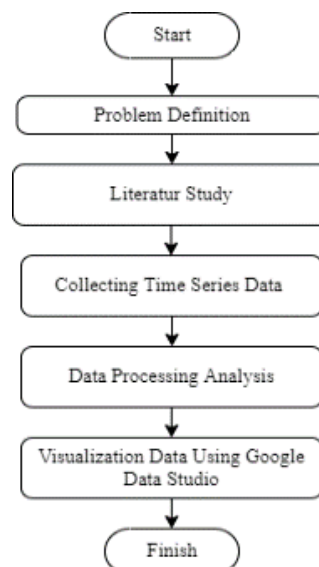 Start
Problem Definition
Literatur Study
Collecting Time Series Data
Data Processing Analysis
Visualization Data Using Google
Data Studio
Finish